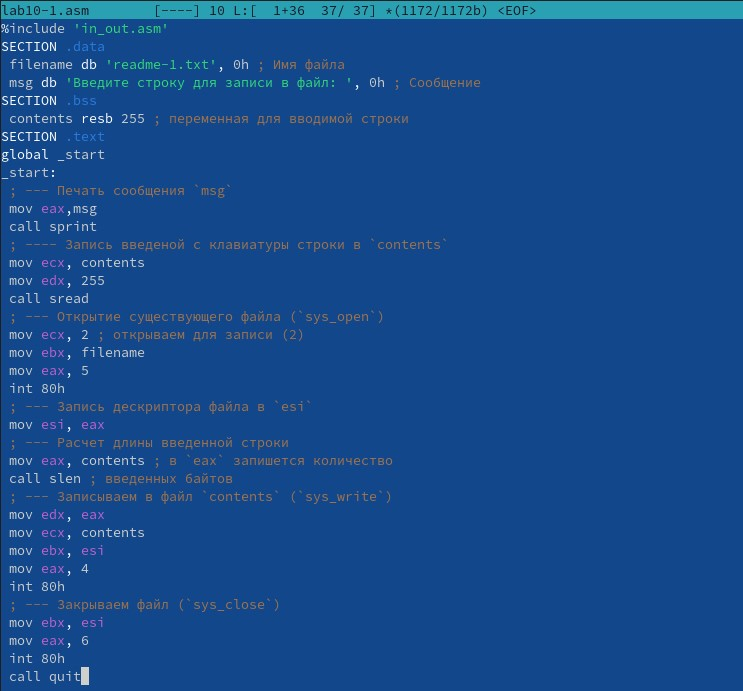 lab10-1.asm        [----] 10 L:[  1+36  37/ 37] *(1172/1172b) <EOF>
%include 'in_out.asm'
SECTION .data
 filename db 'readme-1.txt', 0h ; Имя файла
 msg db 'Введите строку для записи в файл: ', 0h ; Сообщение
SECTION .bss
 contents resb 255 ; переменная для вводимой строки
SECTION .text
global _start
_start:
 ; --- Печать сообщения `msg`
 mov eax,msg
 call sprint
 ; ---- Запись введеной с клавиатуры строки в `contents`
 mov ecx, contents
 mov edx, 255
 call sread
 ; --- Открытие существующего файла (`sys_open`)
 mov ecx, 2 ; открываем для записи (2)
 mov ebx, filename
 mov eax, 5
 int 80h
 ; --- Запись дескриптора файла в `esi`
 mov esi, eax
 ; --- Расчет длины введенной строки
 mov eax, contents ; в `eax` запишется количество
 call slen ; введенных байтов
 ; --- Записываем в файл `contents` (`sys_write`)
 mov edx, eax
 mov ecx, contents
 mov ebx, esi
 mov eax, 4
 int 80h
 ; --- Закрываем файл (`sys_close`)
 mov ebx, esi
 mov eax, 6
 int 80h
 call quit